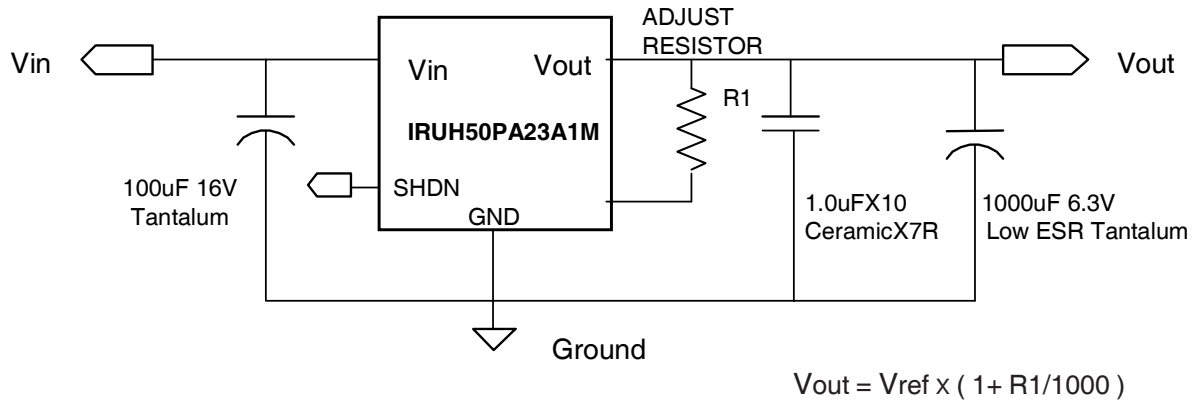 ADJUST
RESISTOR
Vin
Vin
Vout
Vout
R1
IRUH50PA23A1M
100uF 16V
Tantalum
SHDN
GND
1.0uFX10
CeramicX7R
1000uF 6.3V
Low ESR Tantalum
Ground
Vout = Vref x ( 1+ R1/1000 )